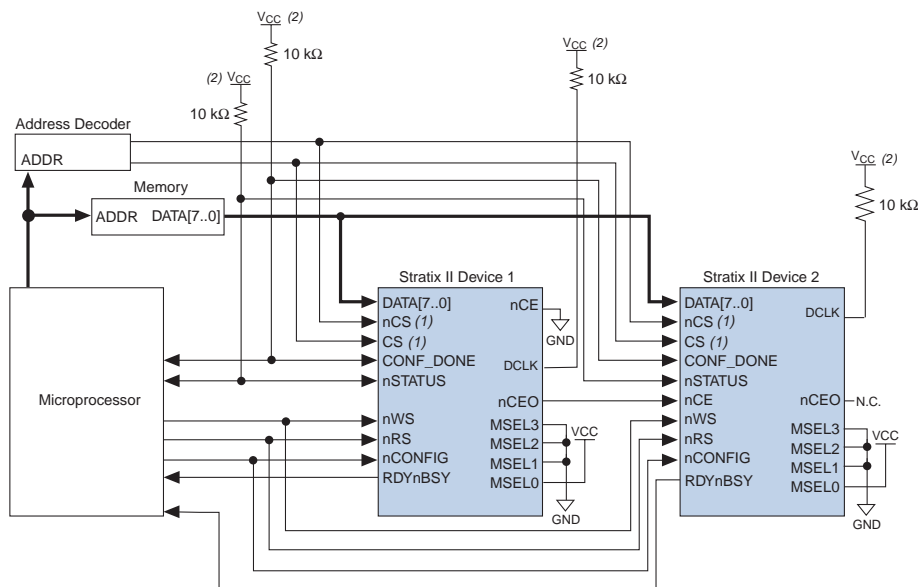 VCC (2)
10 kΩ
(2) VCC
10 kΩ
VCC (2)
10 kΩ
VCC (2)
10 kΩ
Address Decoder
ADDR
Memory
ADDR DATA[7..0]
Microprocessor
Stratix II Device 1
DATA[7..0]
nCS (1)
CS (1)
CONF_DONE
nSTATUS
nWS
nRS
nCONFIG
RDYnBSY
nCE
GND
DCLK
nCEO
MSEL3
MSEL2
MSEL1
MSEL0
VCC
GND
Stratix II Device 2
DATA[7..0]
nCS (1)
CS (1)
CONF_DONE
nSTATUS
nCE
nWS
nRS
nCONFIG
RDYnBSY
DCLK
nCEO
N.C.
MSEL3
MSEL2
MSEL1
MSEL0
VCC
GND